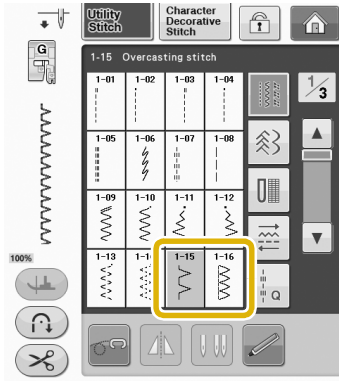 Utility
Stitch
Character
Decorative
Stitch
G
1-15 Overcasting stitch
1/3
1-01 1-02 1-03 1-04
1-05 1-06 1-07 1-08
1-09 1-10 1-11 1-12
1-13 1-14 1-15 1-16
100%
Q